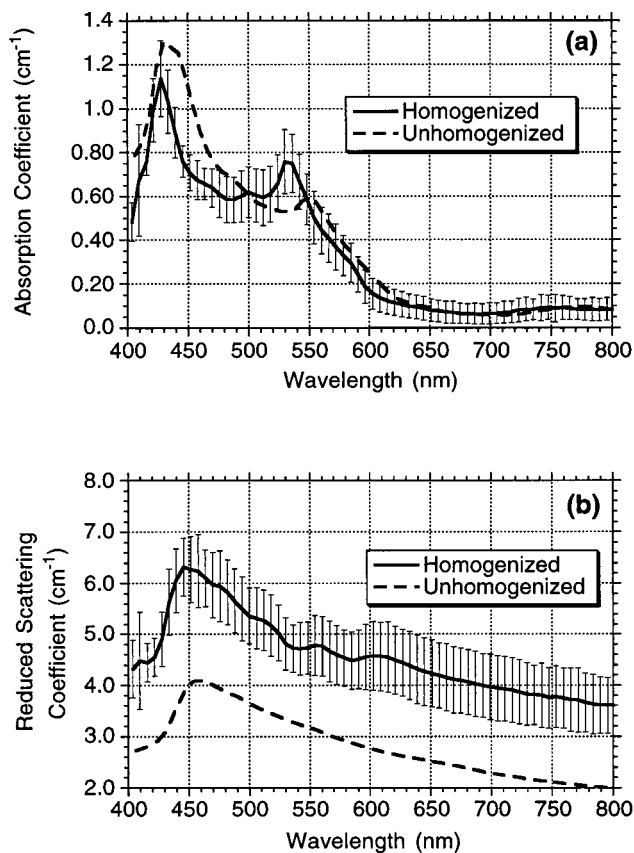 1.4
(a)
1.2
1.0
0.80
0.60
0.40
0.20
0.0
Absorption Coefficient (cm⁻¹)
Homogenized
Unhomogenized
400 450 500 550 600 650 700 750 800
Wavelength (nm)
8.0
(b)
7.0
6.0
5.0
4.0
3.0
2.0
Reduced Scattering
Coefficient (cm⁻¹)
Homogenized
Unhomogenized
400 450 500 550 600 650 700 750 800
Wavelength (nm)